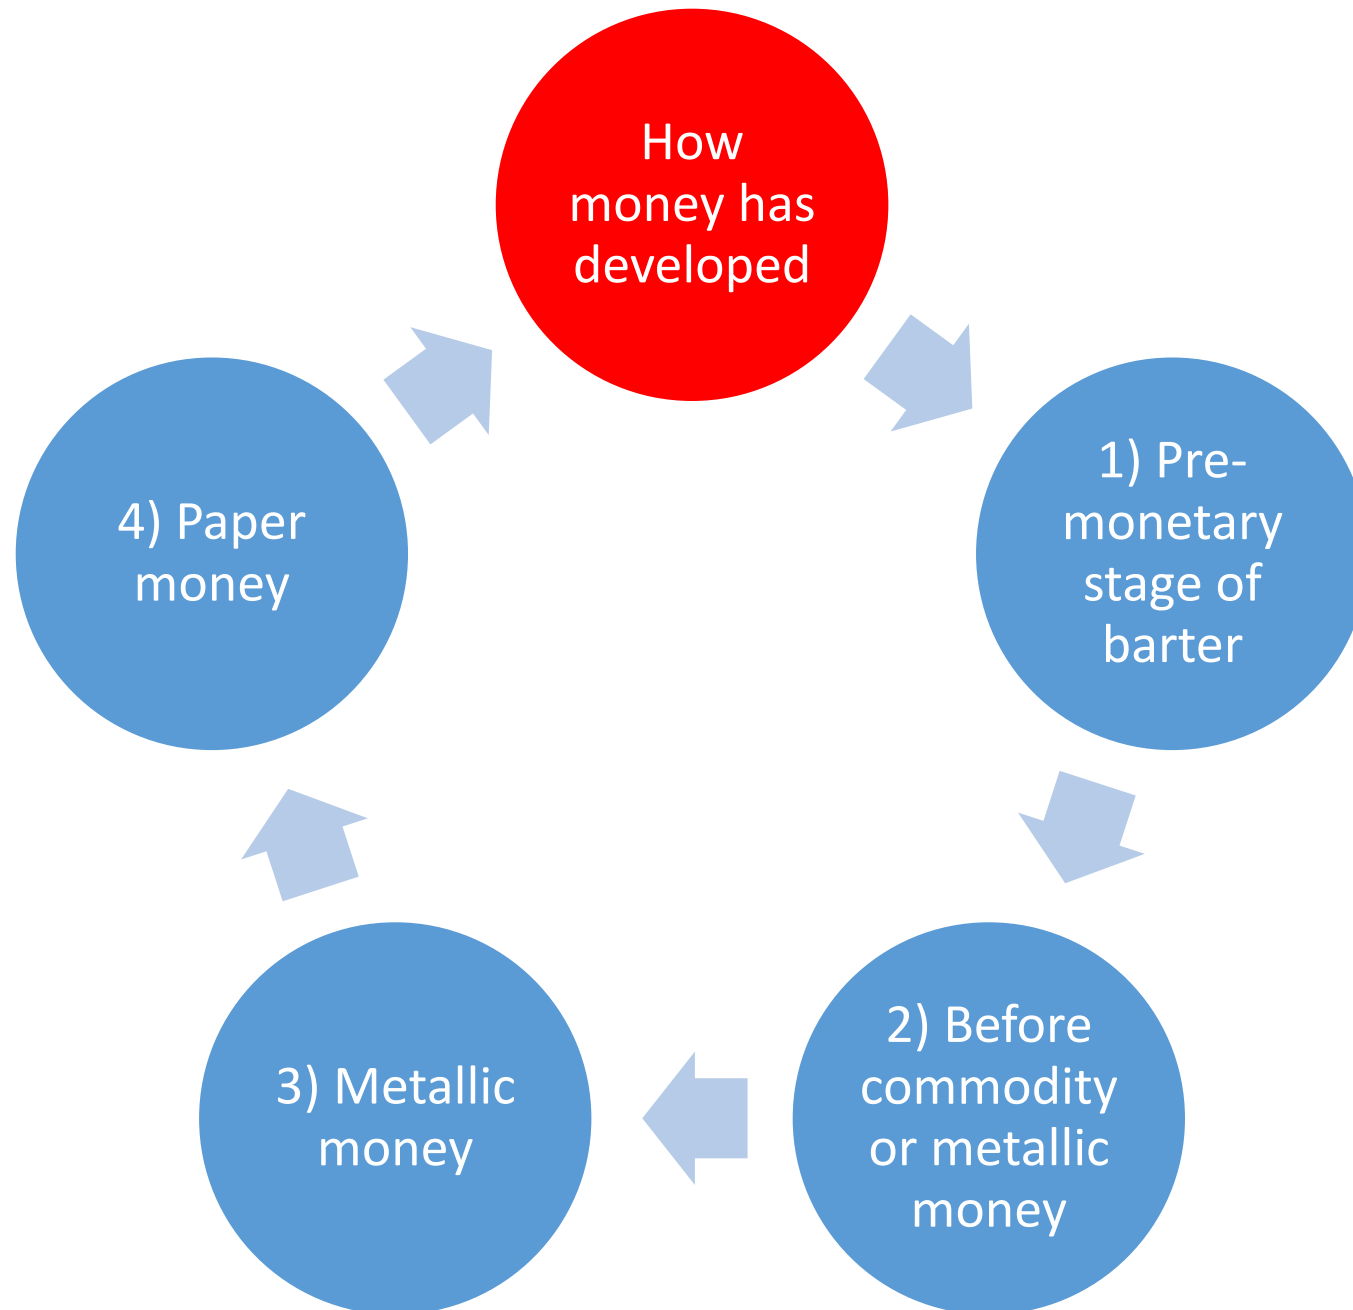 How
money has
developed
1) Pre-
monetary
stage of
barter
2) Before
commodity
or metallic
money
3) Metallic
money
4) Paper
money